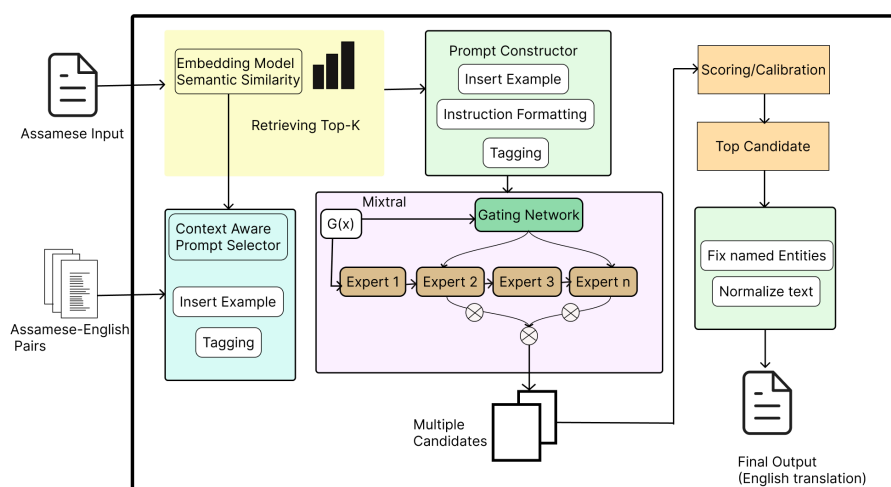 Assamese Input
Embedding Model
Semantic Similarity
Retrieving Top-K
Prompt Constructor
Insert Example
Instruction Formatting
Tagging
Scoring/Calibration
Top Candidate
Assamese-English
Pairs
Context Aware
Prompt Selector
Insert Example
Tagging
Mixtral
G(x)
Gating Network
Expert 1
Expert 2
Expert 3
Expert n
Fix named Entities
Normalize text
Multiple
Candidates
Final Output
(English translation)